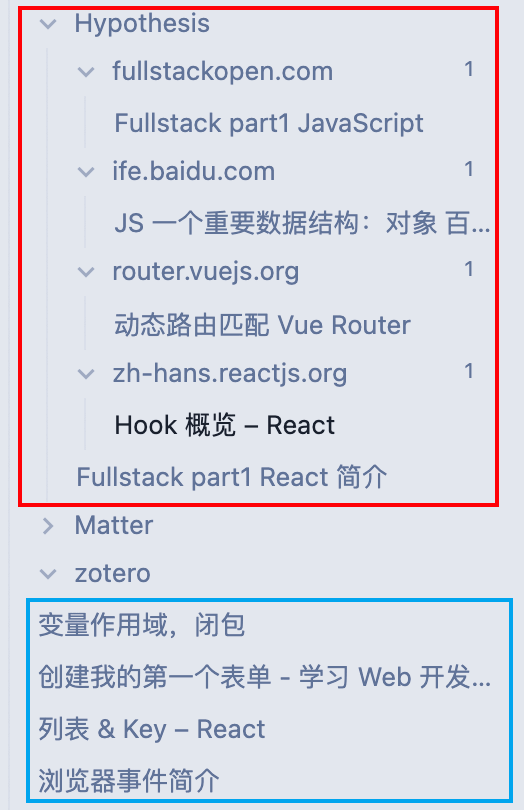 Hypothesis
fullstackopen.com 1
Fullstack part1 JavaScript
ife.baidu.com 1
JS 一个重要数据结构：对象 百...
router.vuejs.org 1
动态路由匹配 Vue Router
zh-hans.reactjs.org 1
Hook 概览 – React
Fullstack part1 React 简介
Matter
zotero
变量作用域，闭包
创建我的第一个表单 - 学习 Web 开发...
列表 & Key – React
浏览器事件简介